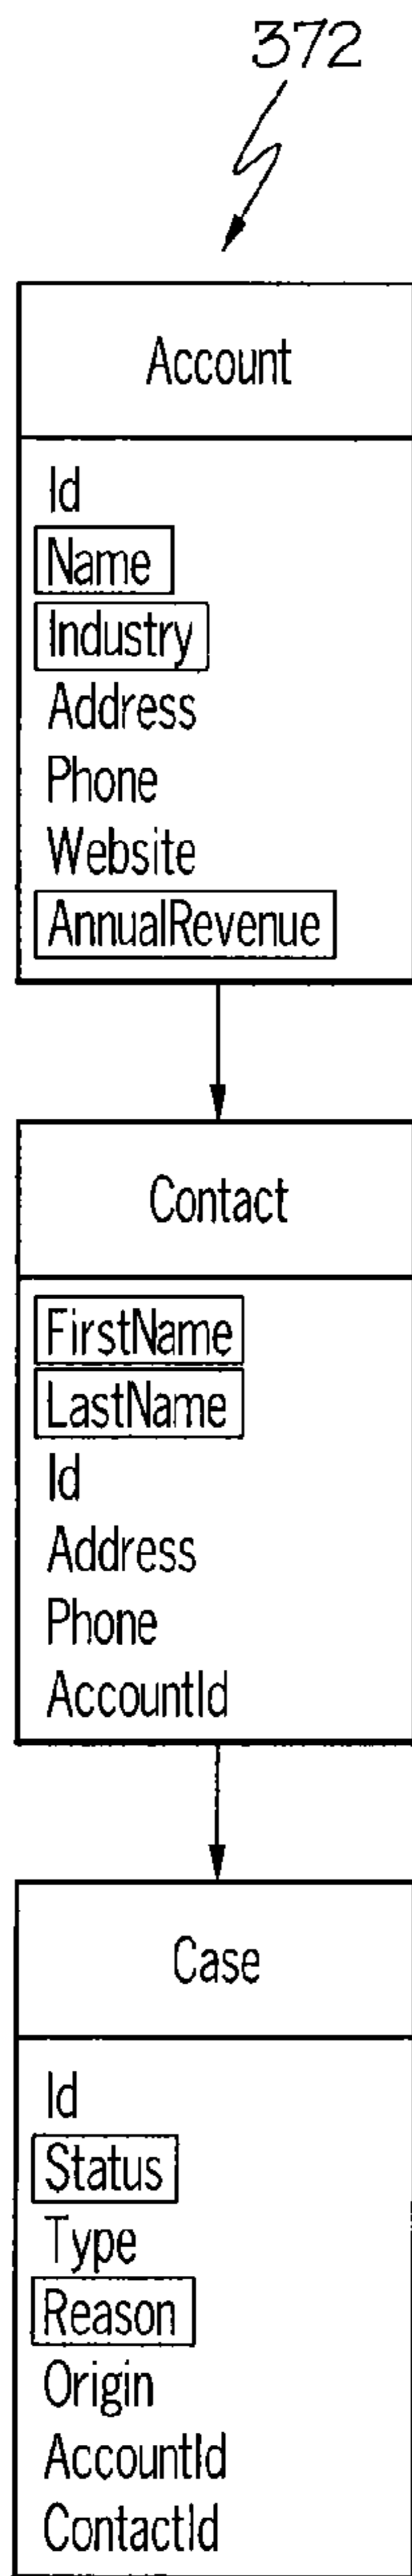 372
Account
Id
Name
Industry
Address
Phone
Website
AnnualRevenue
Contact
FirstName
LastName
Id
Address
Phone
AccountId
Case
Id
Status
Type
Reason
Origin
AccountId
ContactId